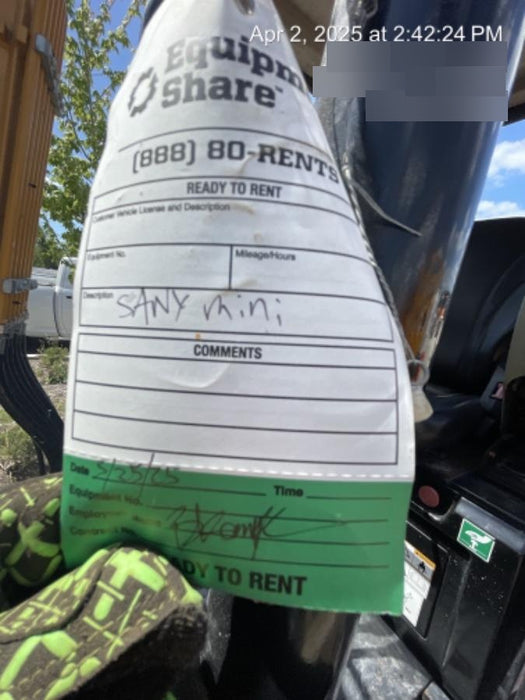 Apr 2, 2025 at 2:42:24 PM
Equipm
Share
(888) 80-RENTS
READY TO RENT
Customer Vehicle License and Description
Equipment No.
Mileage/Hours
Description
SANY mini
COMMENTS
Date
Time
Equipment No.
DY TO RENT